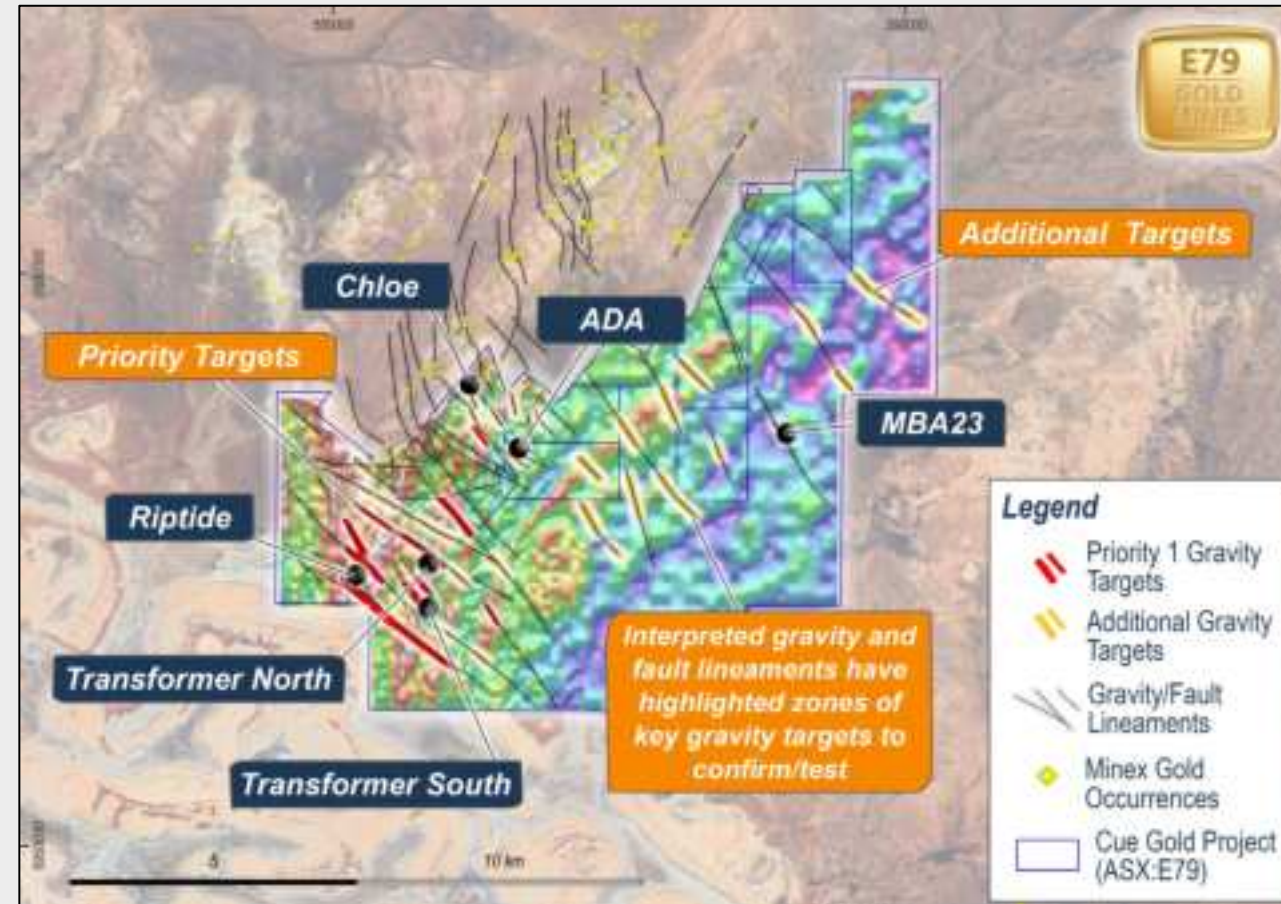 E79
GOLD
MINES
Additional Targets
Chloe
ADA
Priority Targets
MBA23
Riptide
Transformer North
Transformer South
Interpreted gravity and
fault lineaments have
highlighted zones of
key gravity targets to
confirm/test
Legend
Priority 1 Gravity
Targets
Additional Gravity
Targets
Gravity/Fault
Lineaments
Minex Gold
Occurrences
Cue Gold Project
(ASX:E79)
5
10 km